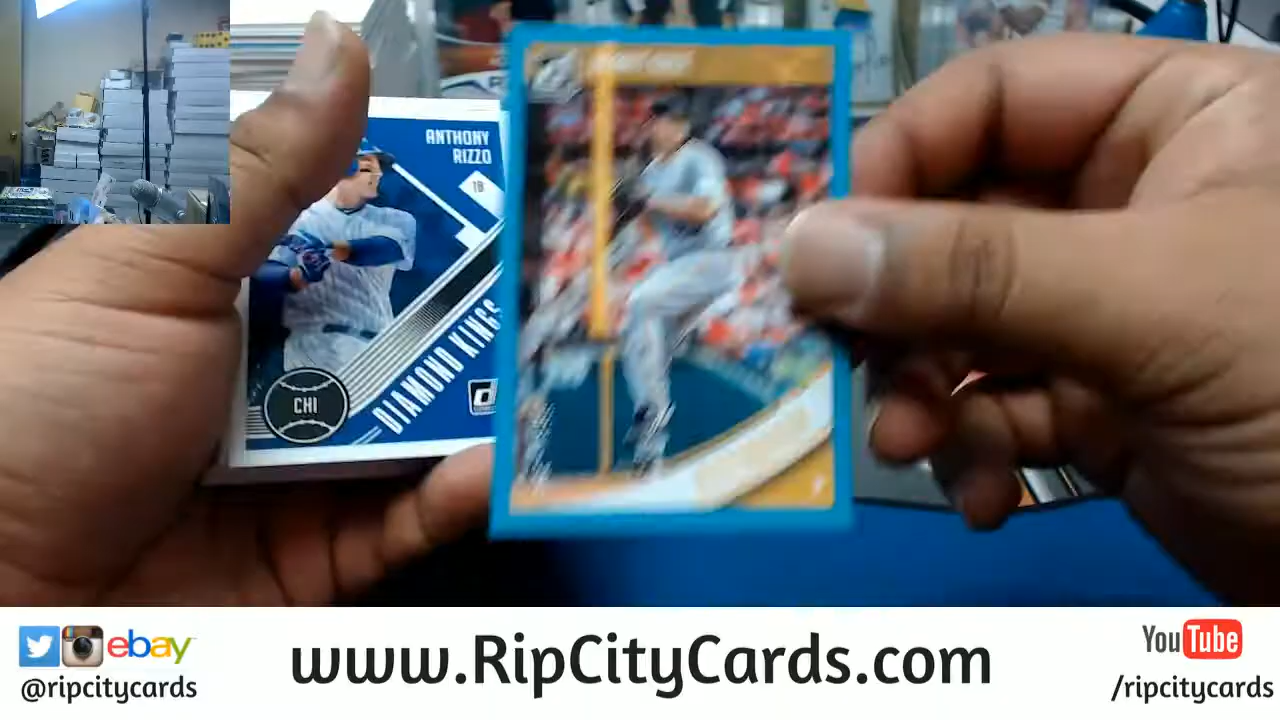 ANTHONY
RIZZO
1B
DIAMOND KINGS
CHI
d
ebay
@ripcitycards
www.RipCityCards.com
YouTube
/ripcitycards